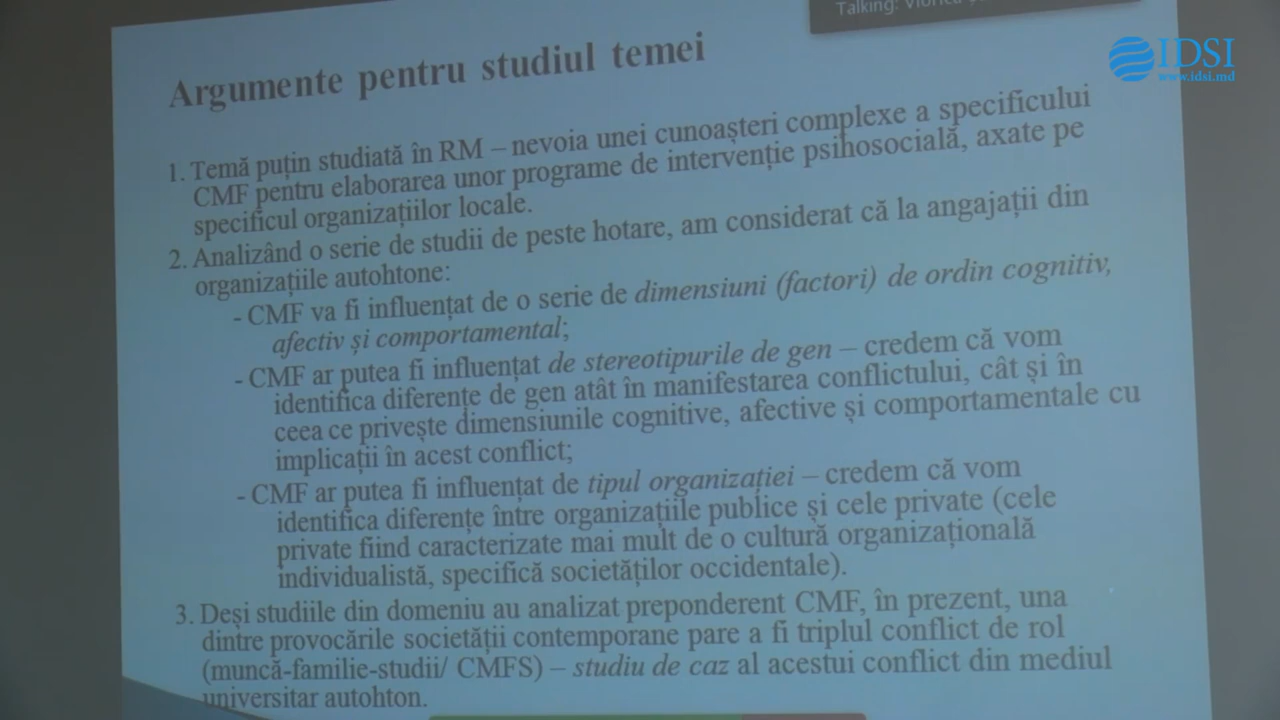 Talking:
IDSI
www.idsi.md
Argumente pentru studiul temei
1. Temă puțin studiată în RM – nevoia unei cunoașteri complexe a specificului
CMF pentru elaborarea unor programe de intervenție psihosocială, axate pe
specificul organizațiilor locale.
2. Analizând o serie de studii de peste hotare, am considerat că la angajații din
organizațiile autohtone:
- CMF va fi influențat de o serie de dimensiuni (factori) de ordin cognitiv,
afectiv și comportamental;
- CMF ar putea fi influențat de stereotipurile de gen – credem că vom
identifica diferențe de gen atât în manifestarea conflictului, cât și în
ceea ce privește dimensiunile cognitive, afective și comportamentale cu
implicații în acest conflict;
- CMF ar putea fi influențat de tipul organizației – credem că vom
identifica diferențe între organizațiile publice și cele private (cele
private fiind caracterizate mai mult de o cultură organizațională
individualistă, specifică societăților occidentale).
3. Deși studiile din domeniu au analizat preponderent CMF, în prezent, una
dintre provocările societății contemporane pare a fi triplul conflict de rol
(muncă-familie-studii/ CMFS) – studiu de caz al acestui conflict din mediul
universitar autohton.